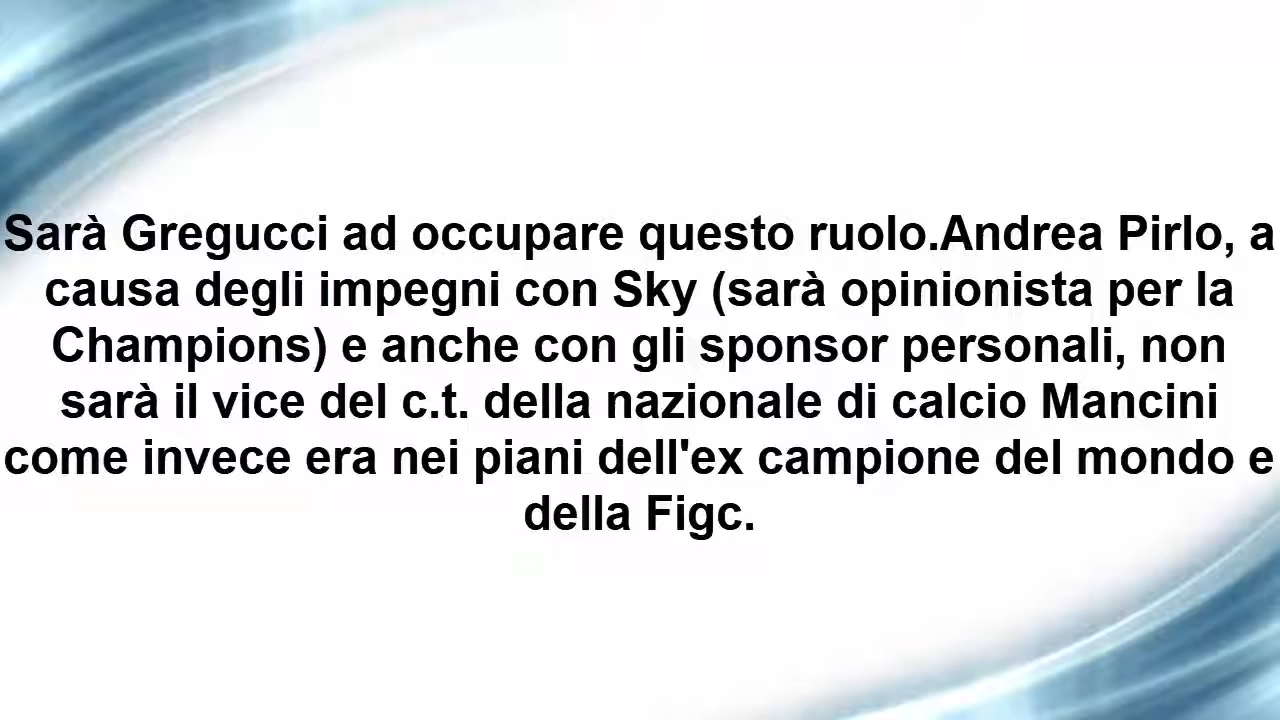 Sarà Gregucci ad occupare questo ruolo.Andrea Pirlo, a
causa degli impegni con Sky (sarà opinionista per la
Champions) e anche con gli sponsor personali, non
sarà il vice del c.t. della nazionale di calcio Mancini
come invece era nei piani dell'ex campione del mondo e
della Figc.